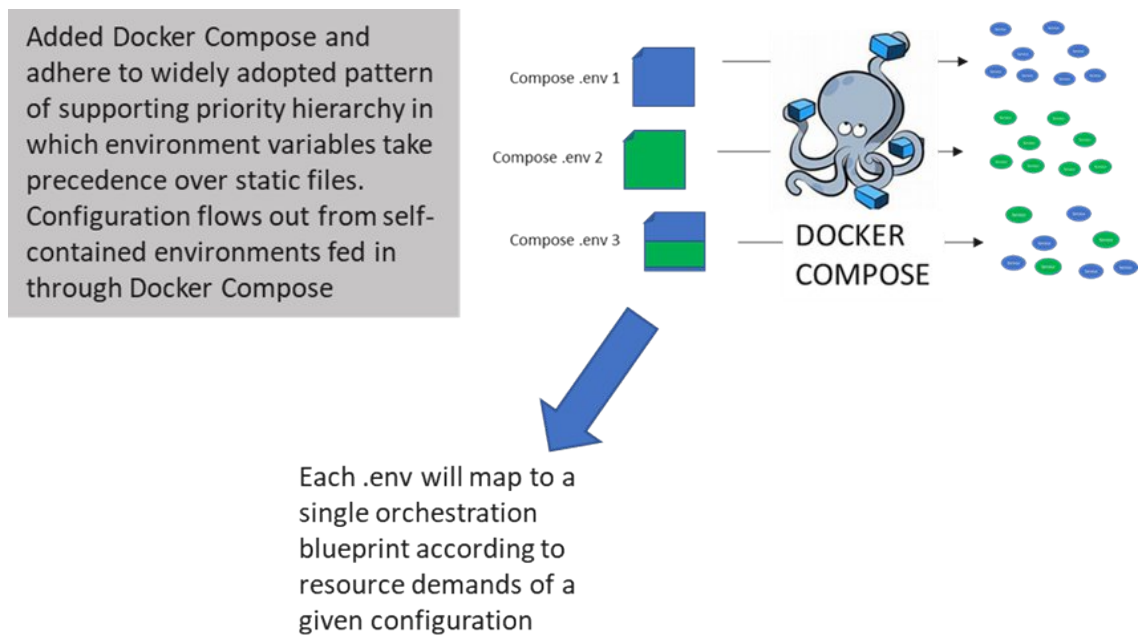 Added Docker Compose and
adhere to widely adopted pattern
of supporting priority hierarchy in
which environment variables take
precedence over static files.
Configuration flows out from self-
contained environments fed in
through Docker Compose
Compose .env 1
Compose .env 2
Compose .env 3
DOCKER
COMPOSE
Each .env will map to a
single orchestration
blueprint according to
resource demands of a
given configuration